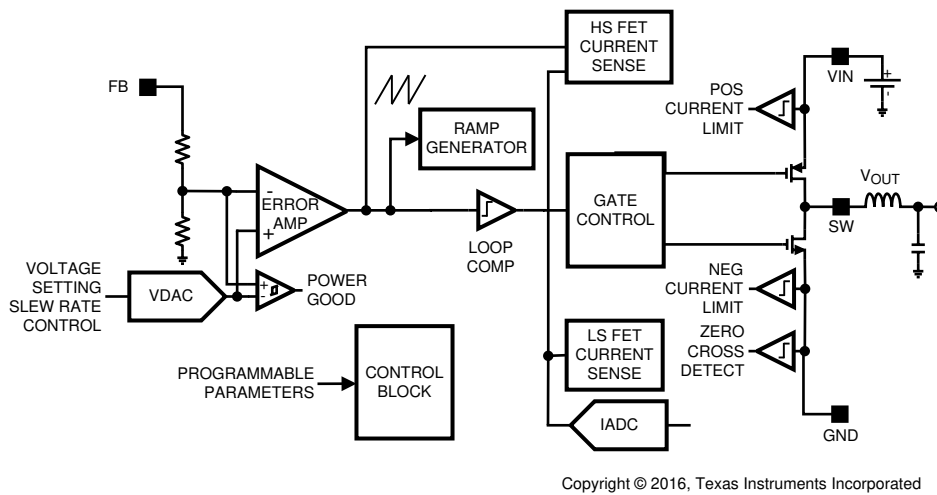 HS FET
CURRENT
SENSE
VIN
+
-
FB
POS
CURRENT
LIMIT
RAMP
GENERATOR
-
ERROR
AMP
+
GATE
CONTROL
VOUT
SW
LOOP
COMP
VOLTAGE
SETTING
SLEW RATE
CONTROL
VDAC
+
-
POWER
GOOD
NEG
CURRENT
LIMIT
LS FET
CURRENT
SENSE
ZERO
CROSS
DETECT
PROGRAMMABLE
PARAMETERS
CONTROL
BLOCK
IADC
GND
Copyright © 2016, Texas Instruments Incorporated